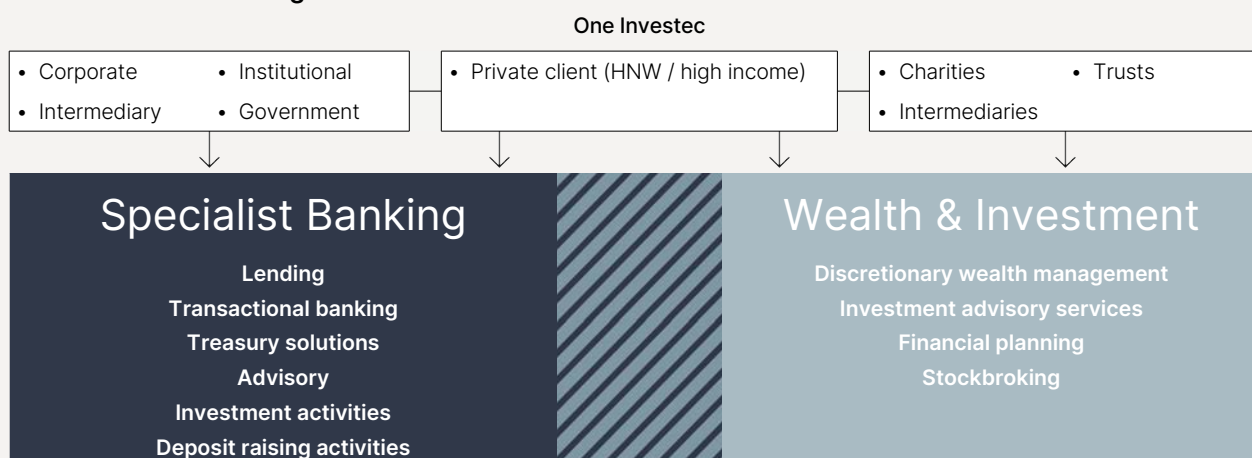 One Investec
• Corporate • Institutional
• Intermediary • Government
• Private client (HNW / high income)
• Charities • Trusts
• Intermediaries
Specialist Banking
Lending
Transactional banking
Treasury solutions
Advisory
Investment activities
Deposit raising activities
Wealth & Investment
Discretionary wealth management
Investment advisory services
Financial planning
Stockbroking